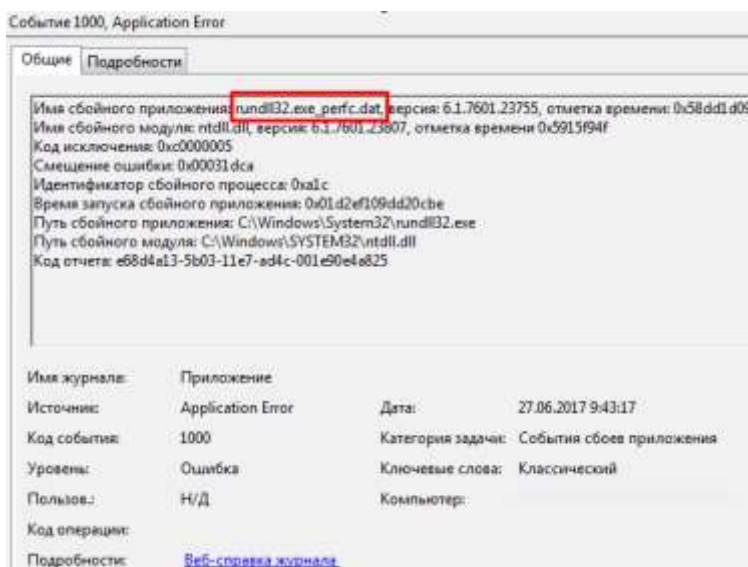 Событие 1000, Application Error
Общие Подробности
Имя сбойного приложения: rundll32.exe_perfc.dat, версия: 6.1.7601.23755, отметка времени: 0x58dd1d09
Имя сбойного модуля: ntdll.dll, версия: 6.1.7601.23807, отметка времени 0x5915f94f
Код исключения: 0xc0000005
Смещение ошибки: 0x00031dca
Идентификатор сбойного процесса: 0xa1c
Время запуска сбойного приложения: 0x01d2ef109dd20cbe
Путь сбойного приложения: C:\Windows\System32\rundll32.exe
Путь сбойного модуля: C:\Windows\SYSTEM32\ntdll.dll
Код отчета: e68d4a13-5b03-11e7-ad4c-001e90e4a825
Имя журнала: Приложение
Источник: Application Error Дата: 27.06.2017 9:43:17
Код события: 1000 Категория задачи: События сбоев приложения
Уровень: Ошибка Ключевые слова: Классический
Пользов.: Н/Д Компьютер:
Код операции:
Подробности: Веб-справка журнала